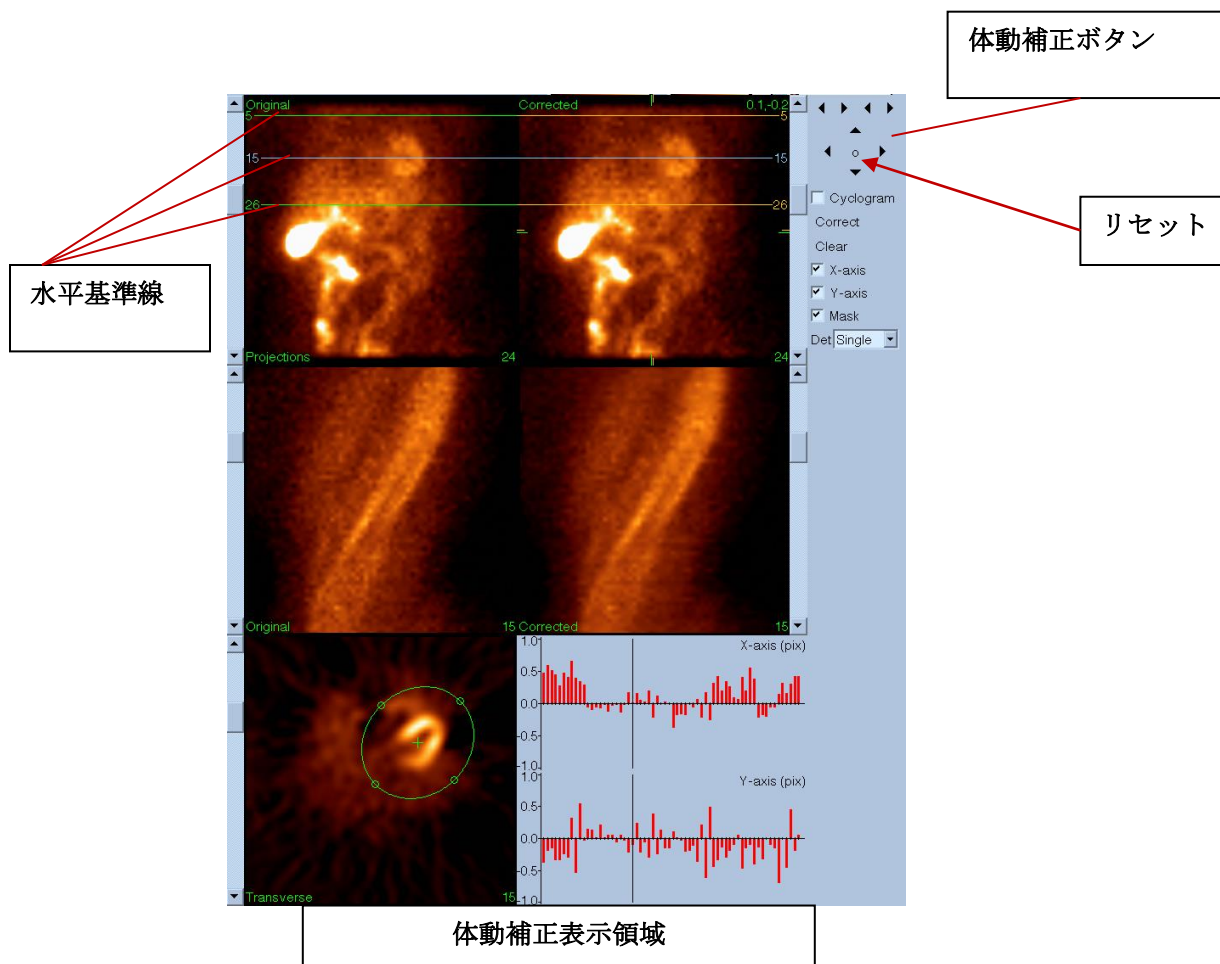 体動補正ボタン
Original
Corrected
0.1,-0.2
5
5
15
15
26
26
Cyclogram
リセット
Correct
Clear
水平基準線
X-axis
Y-axis
Mask
Det Single
Projections
24
24
Original
15
Corrected
15
X-axis (pix)
1.0
0.5
0.0
-0.5
-1.0
Y-axis (pix)
1.0
0.5
0.0
-0.5
-1.0
Transverse
15
体動補正表示領域